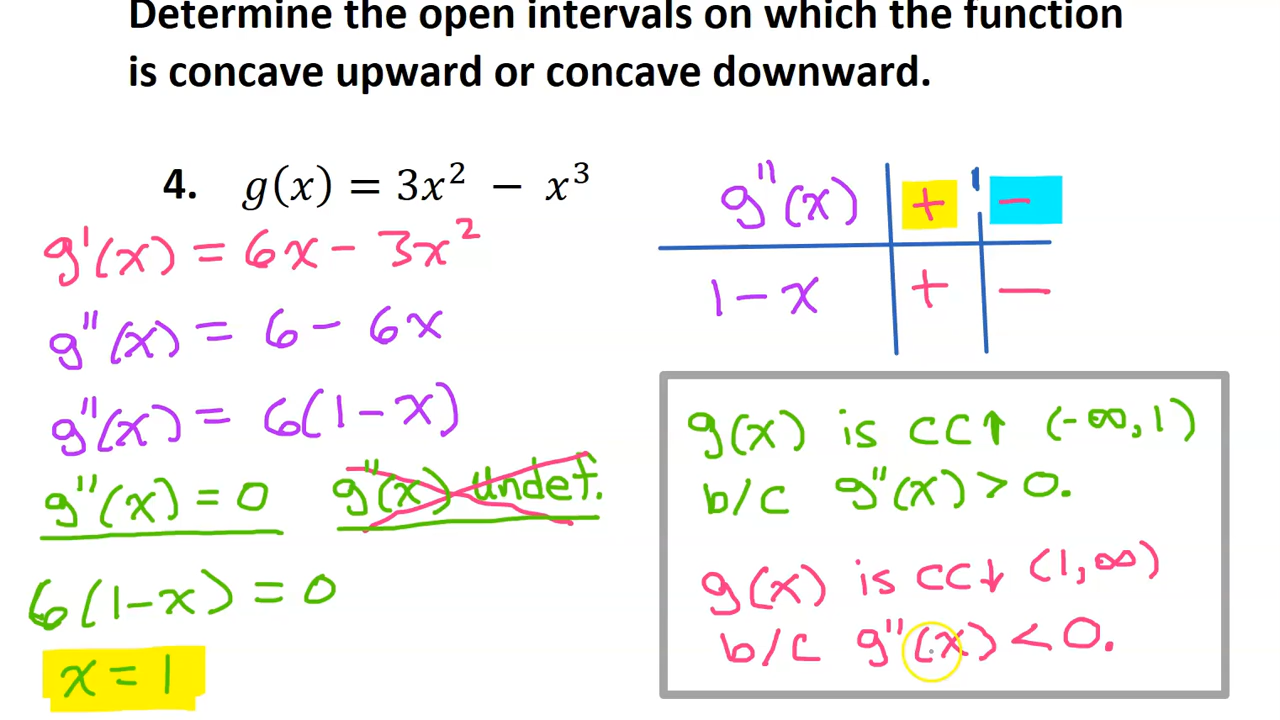 Determine the open intervals on which the function
is concave upward or concave downward.
4. g(x) = 3x² − x³
g'(x) = 6x − 3x²
g''(x) = 6 − 6x
g''(x) = 6(1 − x)
g''(x) = 0 g''(x) undef.
6(1−x) = 0
x = 1
1
g''(x) + −
1−x + −
g(x) is CC↑ (-∞,1)
b/c g''(x) > 0.
g(x) is CC↓ (1,∞)
b/c g''(x) < 0.